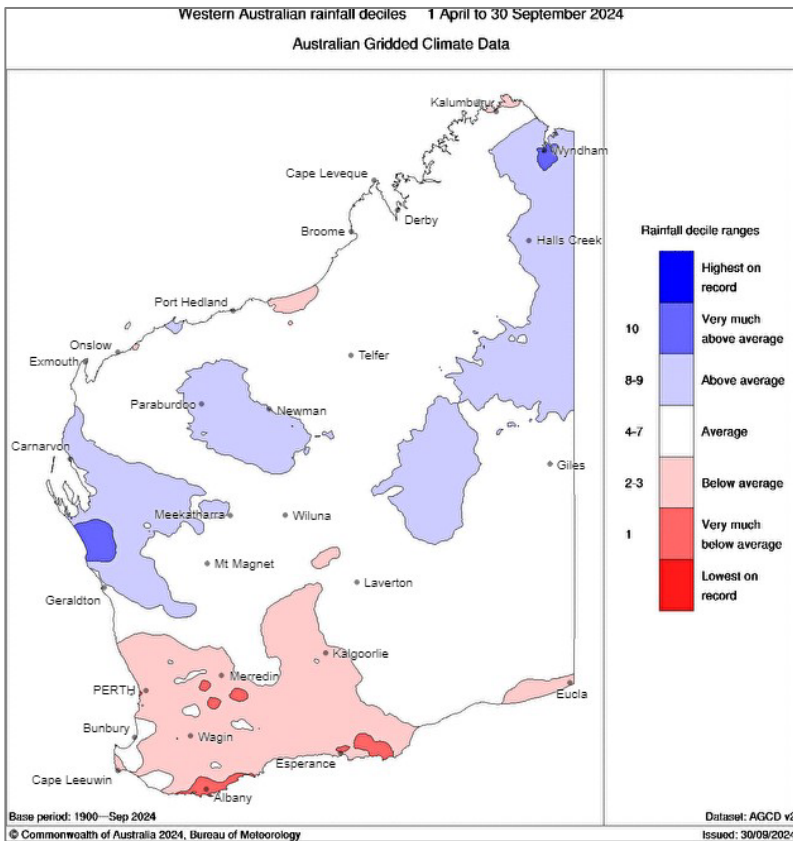 Western Australian rainfall deciles 1 April to 30 September 2024
Australian Gridded Climate Data
Kalumburu
Wyndham
Cape Leveque
Derby
Broome
Halls Creek
Port Hedland
Onslow
Exmouth
Telfer
Paraburdoo
Newman
Carnarvon
Giles
Meekatharra
Wiluna
Mt Magnet
Laverton
Geraldton
Kalgoorlie
Merredin
PERTH
Eucla
Bunbury
Wagin
Esperance
Cape Leeuwin
Albany
Rainfall decile ranges
Highest on
record
10 Very much
above average
8-9 Above average
4-7 Average
2-3 Below average
1 Very much
below average
Lowest on
record
Base period: 1900—Sep 2024
Dataset: AGCD v2
© Commonwealth of Australia 2024, Bureau of Meteorology
Issued: 30/09/2024